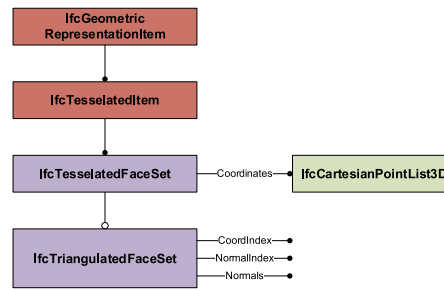 IfcGeometric
RepresentationItem
IfcTesselatedItem
IfcTesselatedFaceSet
Coordinates
IfcCartesianPointList3D
IfcTriangulatedFaceSet
CoordIndex
NormalIndex
Normals